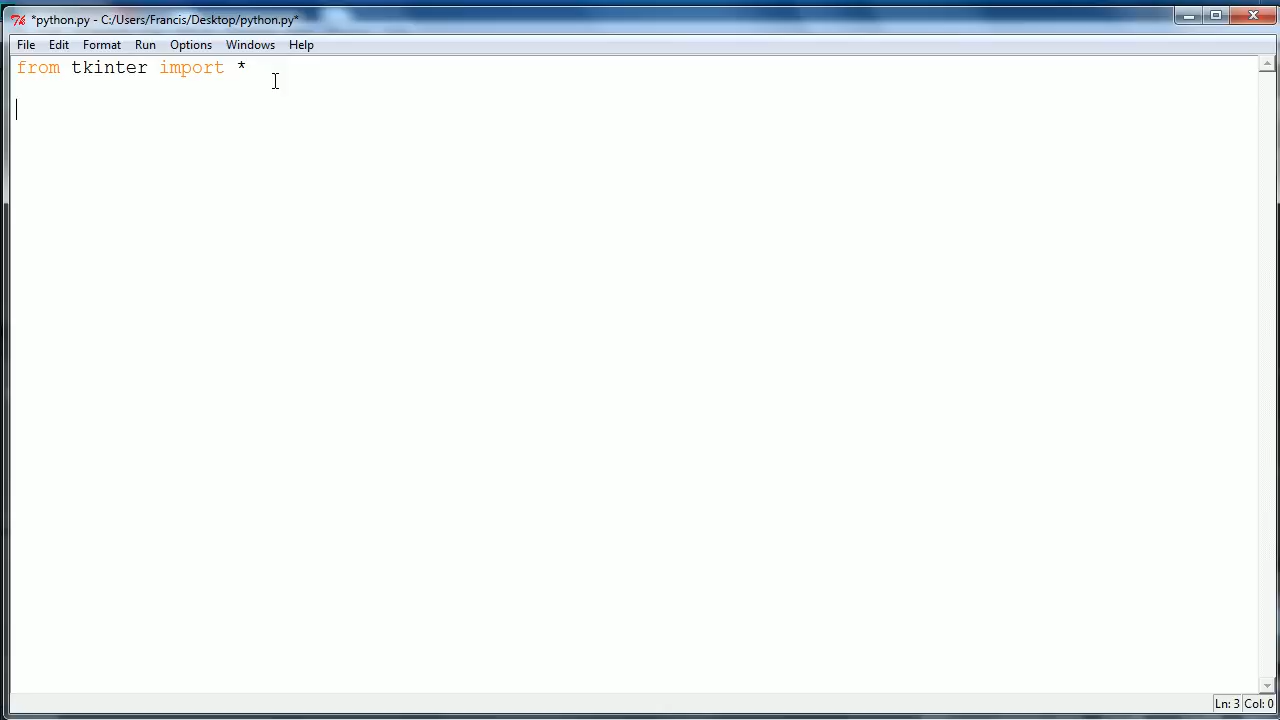 *python.py - C:/Users/Francis/Desktop/python.py*
File Edit Format Run Options Windows Help
from tkinter import *
Ln: 3 Col: 0